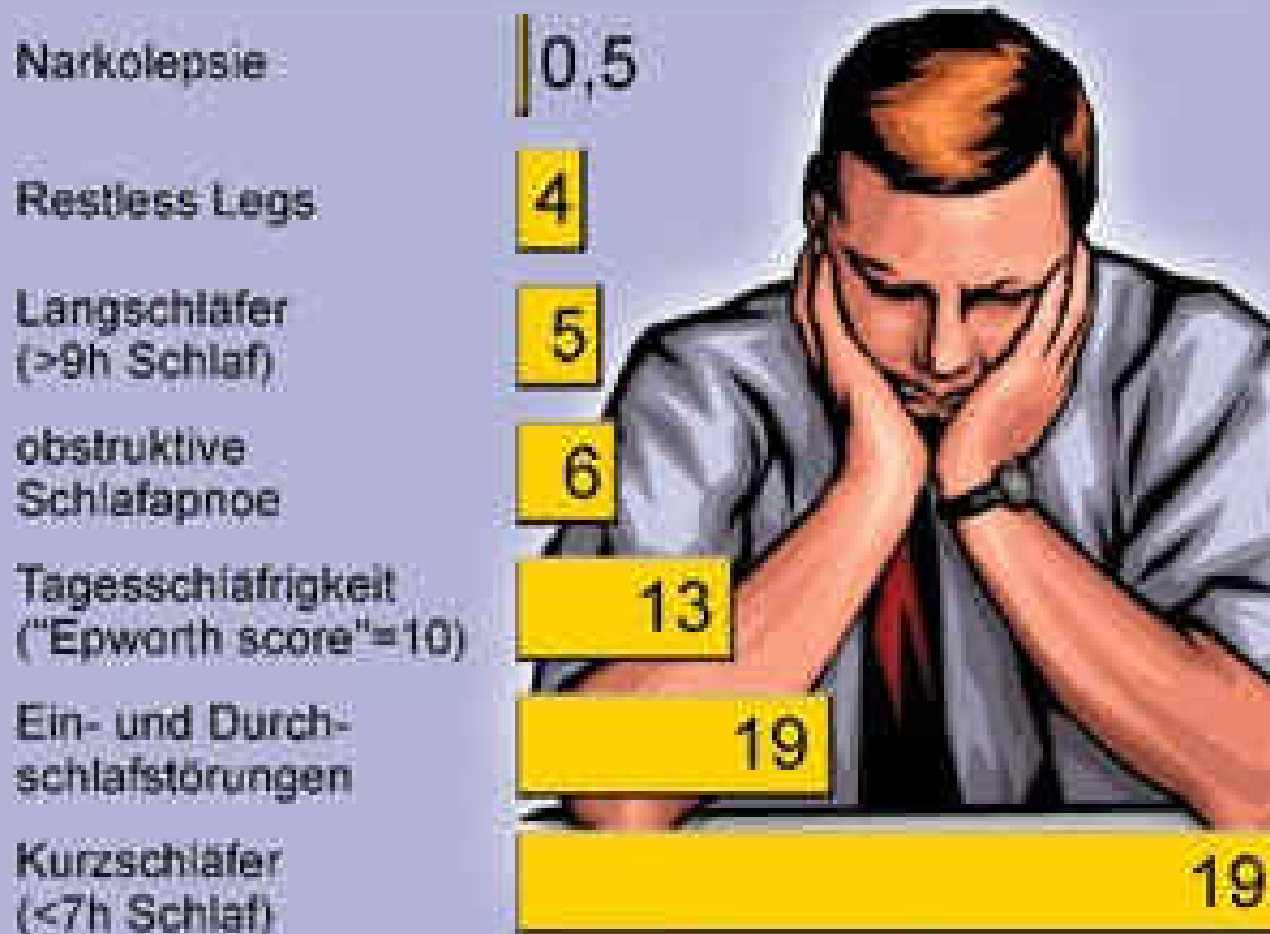 Narkolepsie
0,5
Restless Legs
4
Langschläfer
(>9h Schlaf)
5
obstruktive
Schlafapnoe
6
Tagesschläfrigkeit
("Epworth score"=10)
13
Ein- und Durch-
schlafstörungen
19
Kurzschläfer
(<7h Schlaf)
19